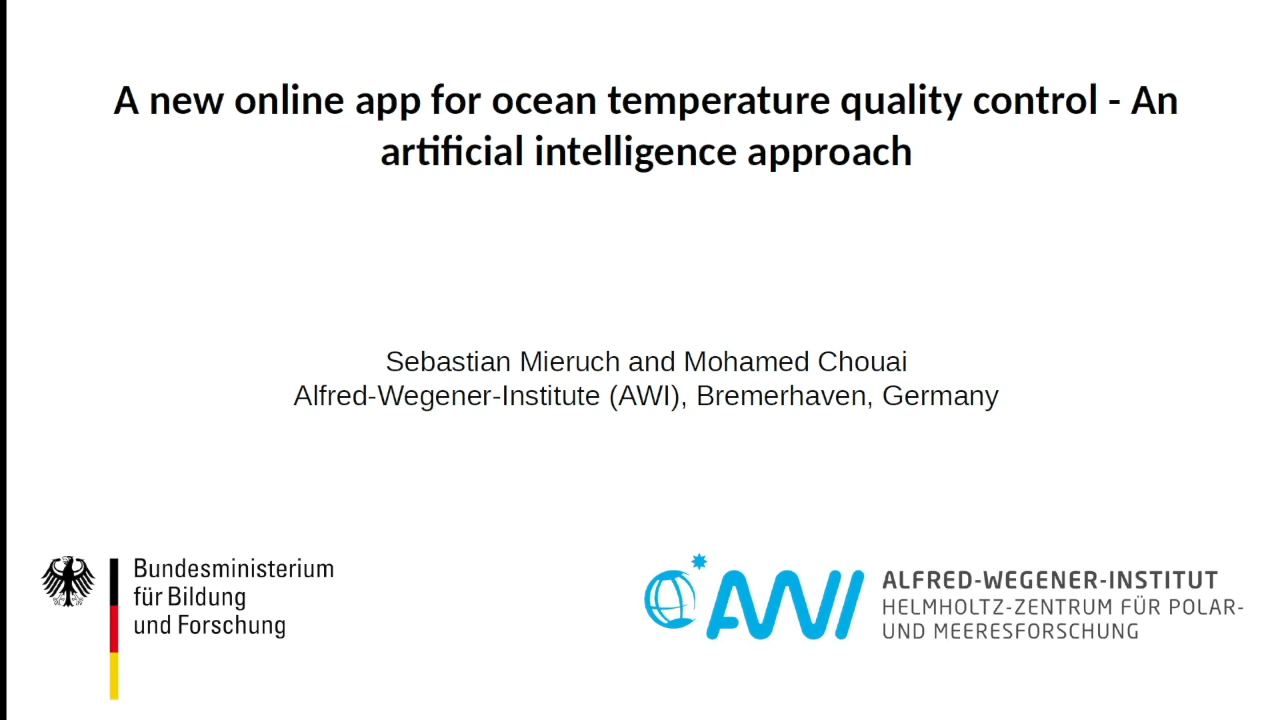 A new online app for ocean temperature quality control - An
artificial intelligence approach
Sebastian Mieruch and Mohamed Chouai
Alfred-Wegener-Institute (AWI), Bremerhaven, Germany
Bundesministerium
für Bildung
und Forschung
AWI
ALFRED-WEGENER-INSTITUT
HELMHOLTZ-ZENTRUM FÜR POLAR-
UND MEERESFORSCHUNG